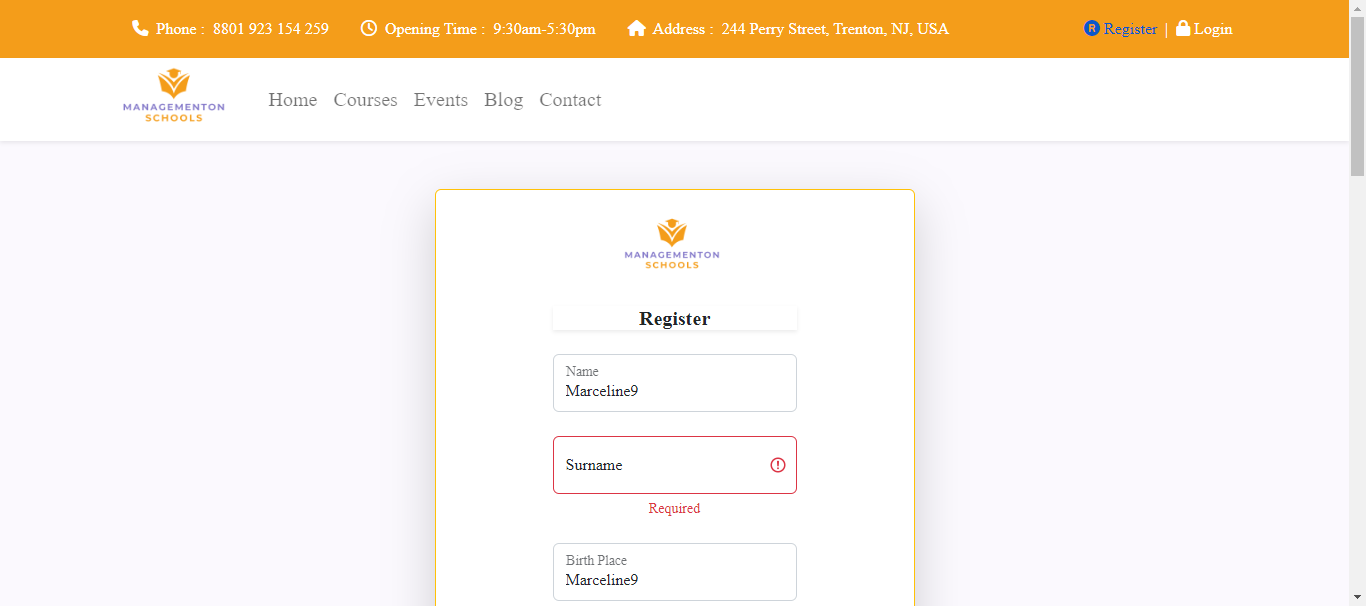 Phone : 8801 923 154 259 Opening Time : 9:30am-5:30pm Address : 244 Perry Street, Trenton, NJ, USA R Register | Login
MANAGEMENTON
SCHOOLS
Home Courses Events Blog Contact
MANAGEMENTON
SCHOOLS
Register
Name
Marceline9
Surname
Required
Birth Place
Marceline9